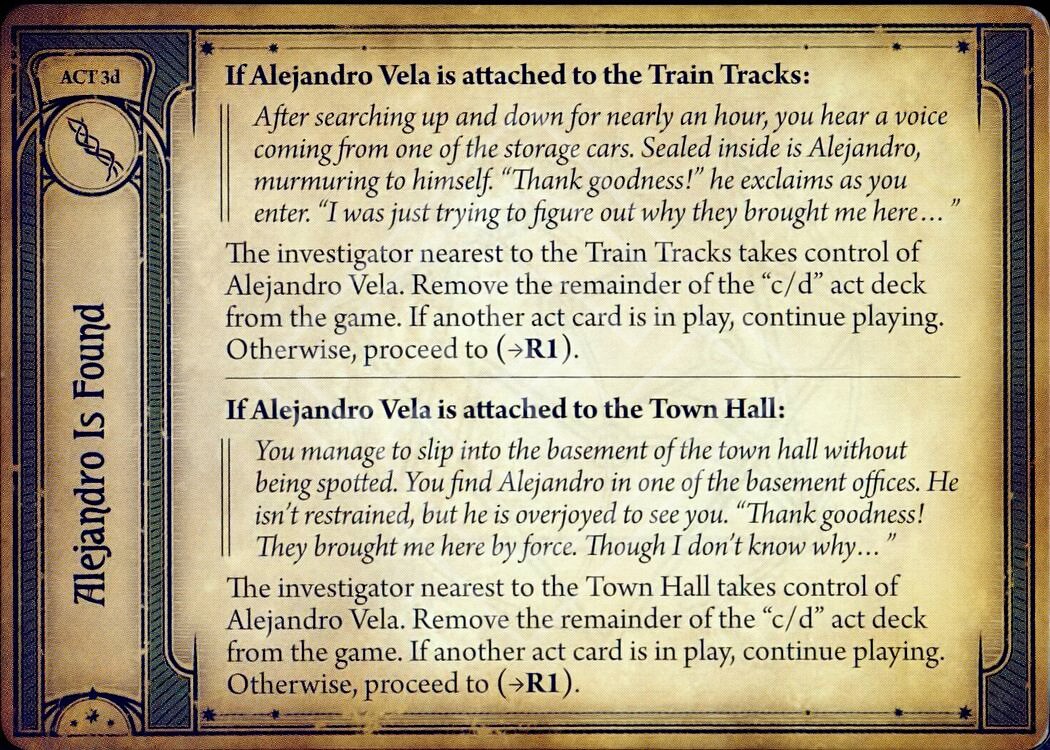 ACT 3d
Alejandro Is Found
If Alejandro Vela is attached to the Train Tracks:
After searching up and down for nearly an hour, you hear a voice
coming from one of the storage cars. Sealed inside is Alejandro,
murmuring to himself. “Thank goodness!” he exclaims as you
enter. “I was just trying to figure out why they brought me here… ”
The investigator nearest to the Train Tracks takes control of
Alejandro Vela. Remove the remainder of the “c/d” act deck
from the game. If another act card is in play, continue playing.
Otherwise, proceed to (→R1).
If Alejandro Vela is attached to the Town Hall:
You manage to slip into the basement of the town hall without
being spotted. You find Alejandro in one of the basement offices. He
isn’t restrained, but he is overjoyed to see you. “Thank goodness!
They brought me here by force. Though I don’t know why… ”
The investigator nearest to the Town Hall takes control of
Alejandro Vela. Remove the remainder of the “c/d” act deck
from the game. If another act card is in play, continue playing.
Otherwise, proceed to (→R1).